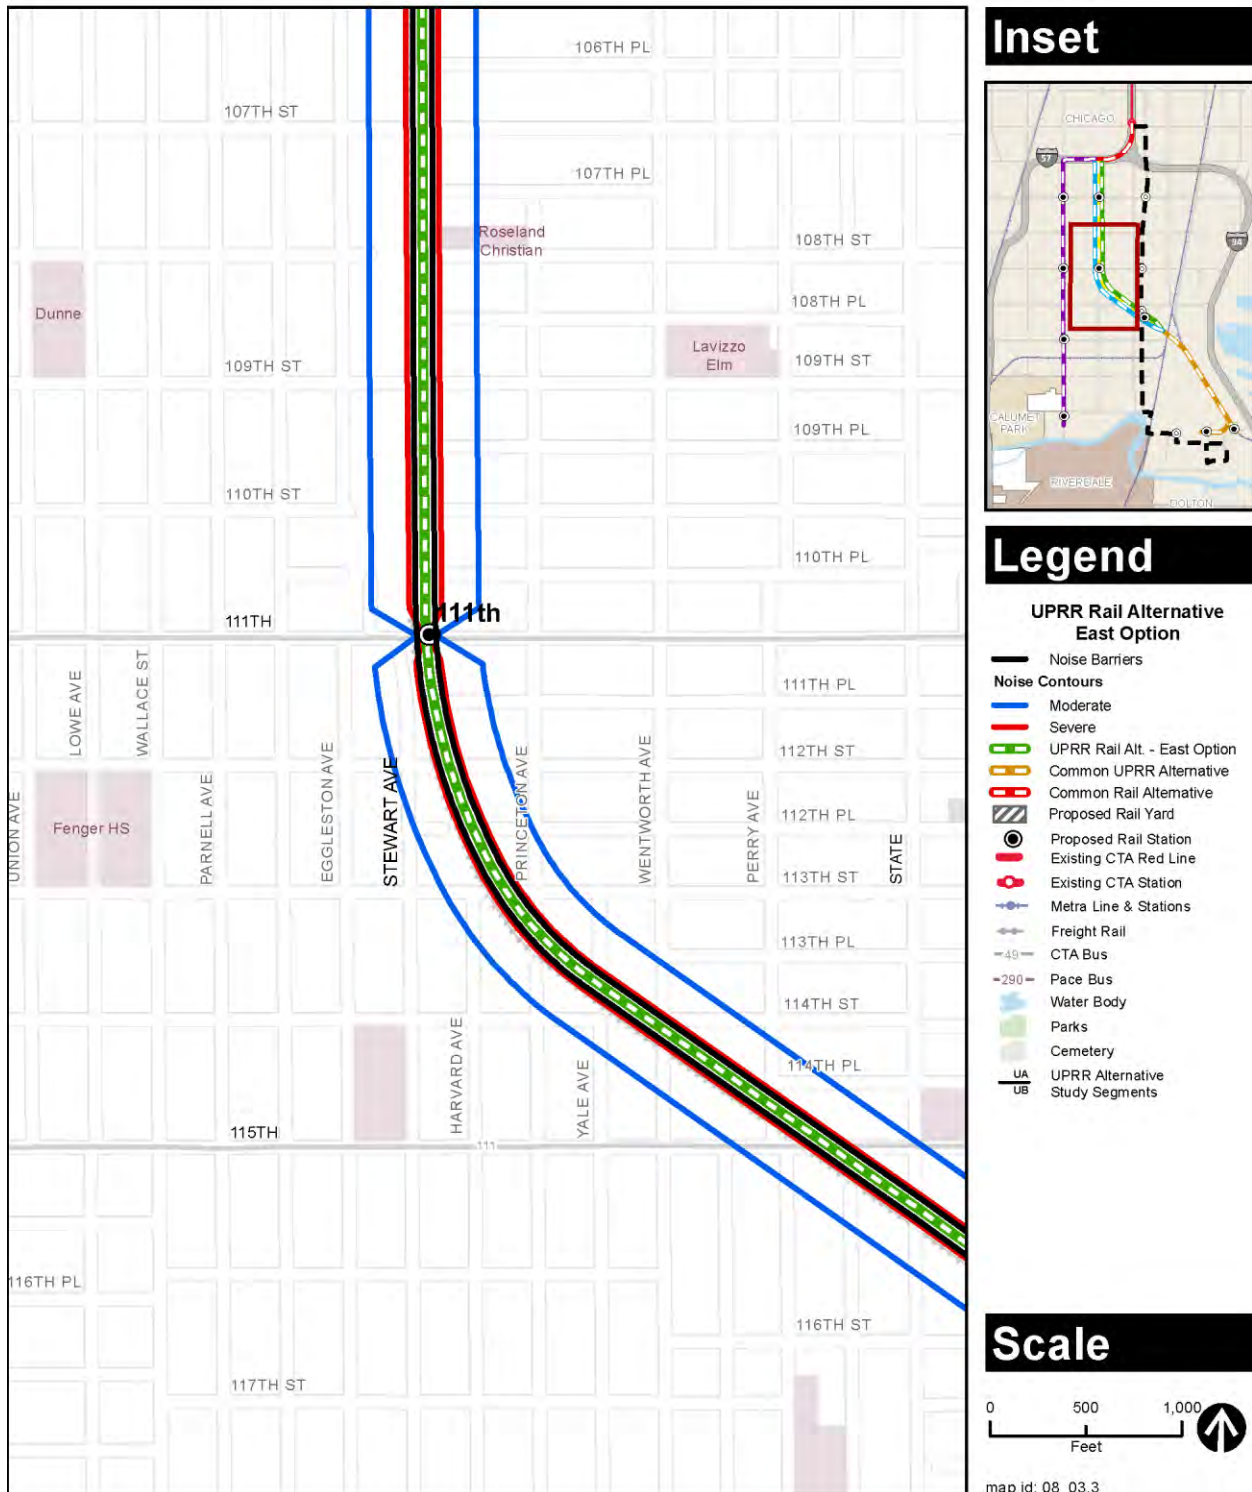 106TH PL
107TH ST
107TH PL
Roseland
Christian
108TH ST
Dunne
108TH PL
Lavizzo
Elm
109TH ST
109TH ST
109TH PL
110TH ST
110TH PL
111th
111TH
111TH PL
LOWE AVE
WALLACE ST
112TH ST
UNION AVE
PARNELL AVE
EGGLESTON AVE
STEWART AVE
PRINCETON AVE
WENTWORTH AVE
PERRY AVE
STATE
112TH PL
Fenger HS
113TH ST
113TH PL
114TH ST
114TH PL
HARVARD AVE
YALE AVE
115TH
111
116TH PL
116TH ST
117TH ST
Inset
CHICAGO
57
94
CALUMET
PARK
RIVERDALE
DOLTON
Legend
UPRR Rail Alternative
East Option
Noise Barriers
Noise Contours
Moderate
Severe
UPRR Rail Alt. - East Option
Common UPRR Alternative
Common Rail Alternative
Proposed Rail Yard
Proposed Rail Station
Existing CTA Red Line
Existing CTA Station
Metra Line & Stations
Freight Rail
49 CTA Bus
290 Pace Bus
Water Body
Parks
Cemetery
UA UPRR Alternative
UB Study Segments
Scale
0 500 1,000
Feet
map id: 08_03.3